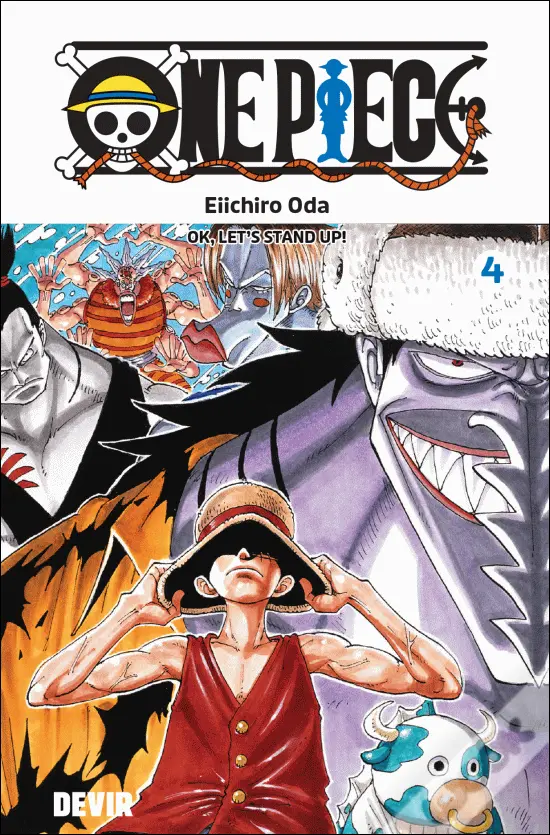 ONE PIECE
Eiichiro Oda
OK, LET'S STAND UP!
4
DEVIR